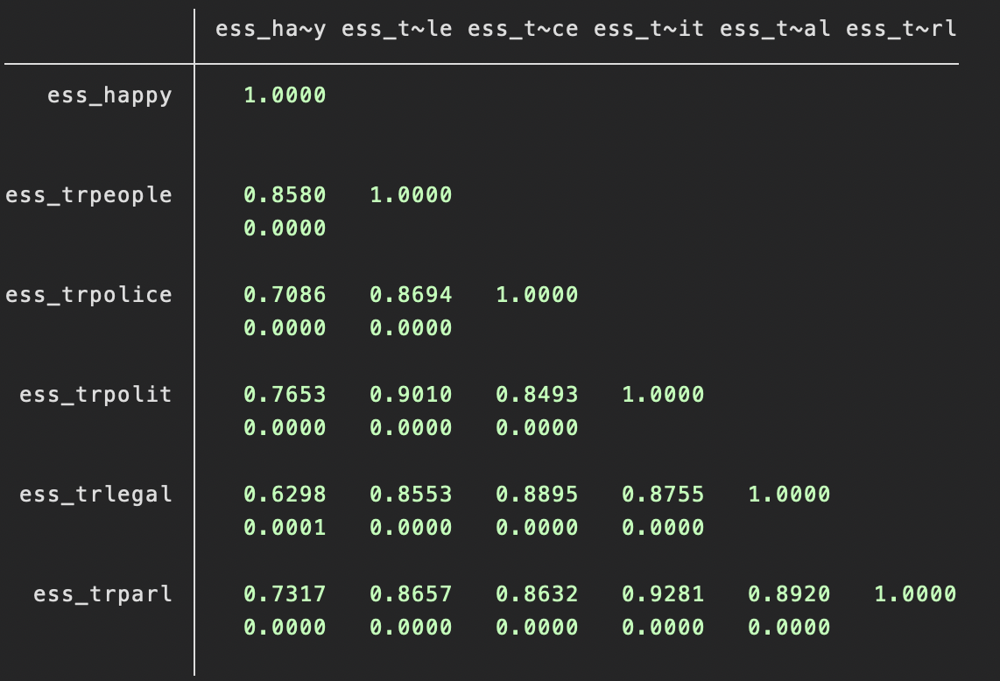 ess_ha~y ess_t~le ess_t~ce ess_t~it ess_t~al ess_t~rl
ess_happy 1.0000
ess_trpeople 0.8580 1.0000
0.0000
ess_trpolice 0.7086 0.8694 1.0000
0.0000 0.0000
ess_trpolit 0.7653 0.9010 0.8493 1.0000
0.0000 0.0000 0.0000
ess_trlegal 0.6298 0.8553 0.8895 0.8755 1.0000
0.0001 0.0000 0.0000 0.0000
ess_trparl 0.7317 0.8657 0.8632 0.9281 0.8920 1.0000
0.0000 0.0000 0.0000 0.0000 0.0000